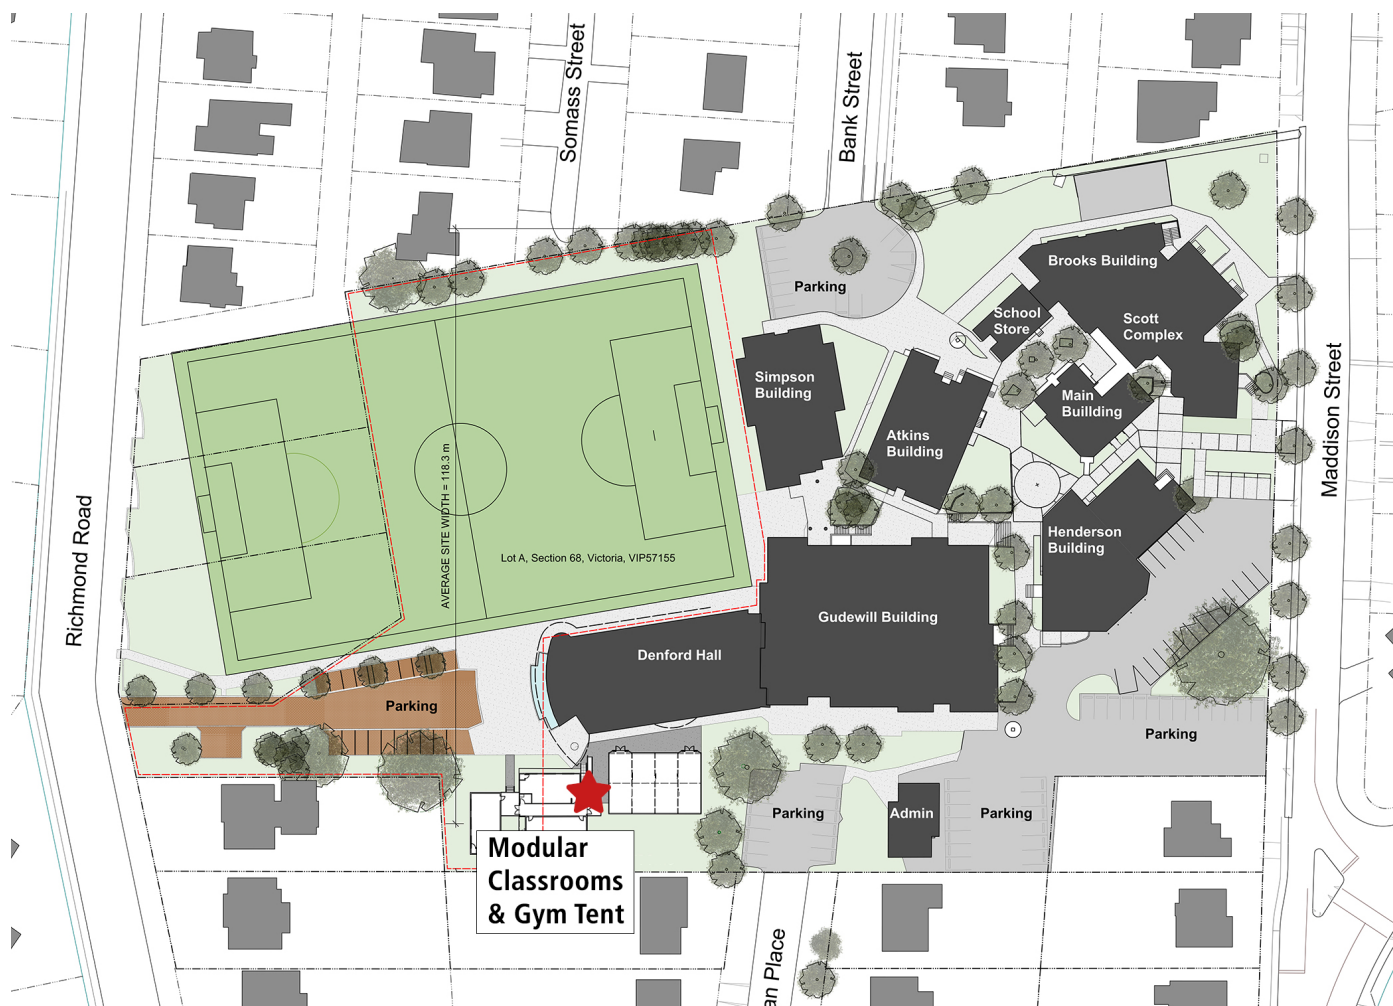 Somass Street
Bank Street
Parking
Brooks Building
School
Store
Scott
Complex
Simpson
Building
Main
Buillding
Atkins
Building
Maddison Street
Richmond Road
AVERAGE SITE WIDTH = 118.3 m
Lot A, Section 68, Victoria, VIP57155
Henderson
Building
Gudewill Building
Denford Hall
Parking
Parking
Parking
Admin
Parking
Modular
Classrooms
& Gym Tent
Place